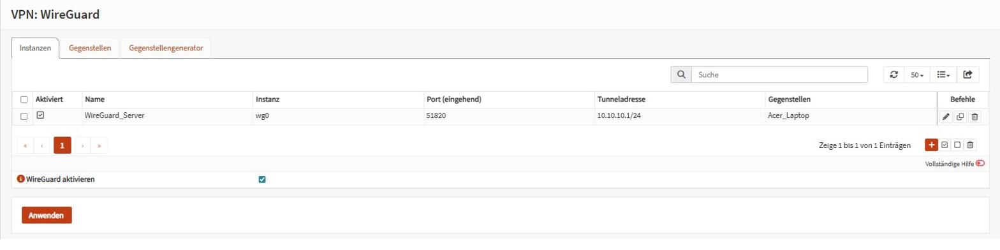 VPN: WireGuard
Instanzen Gegenstellen Gegenstellengenerator
Suche 50
Aktiviert Name Instanz Port (eingehend) Tunneladresse Gegenstellen Befehle
WireGuard_Server wg0 51820 10.10.10.1/24 Acer_Laptop
« ‹ 1 › » Zeige 1 bis 1 von 1 Einträgen
Vollständige Hilfe
WireGuard aktivieren
Anwenden